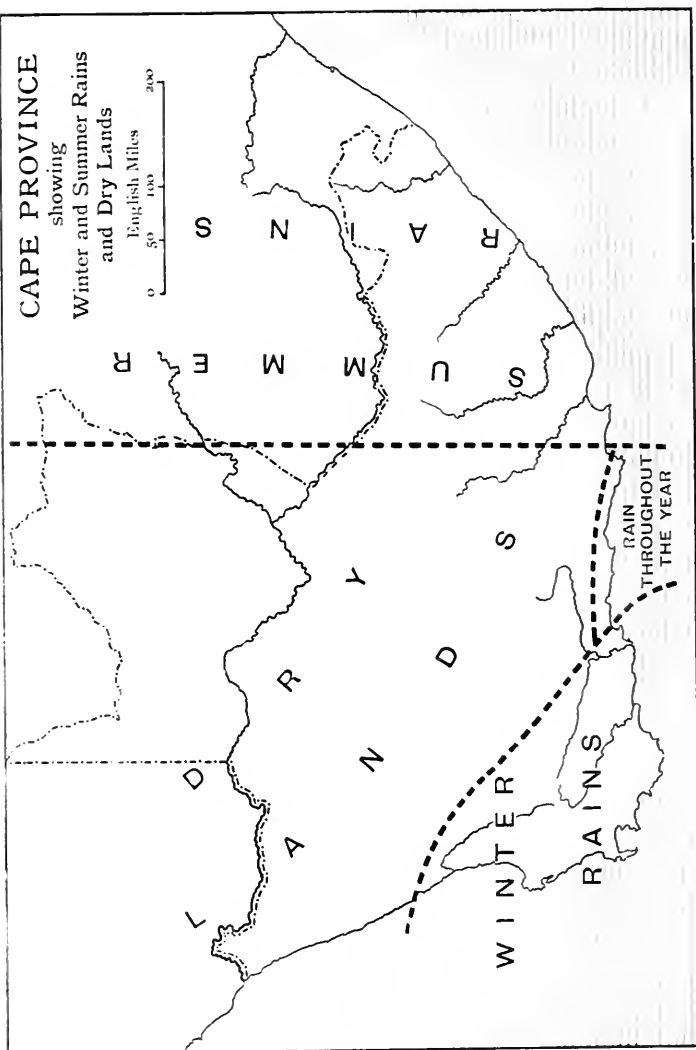 CAPE PROVINCE
showing
Winter and Summer Rains
and Dry Lands
English Miles
0 50 100 200
SUMMER
RAINS
DRY
LANDS
WINTER
RAINS
RAIN
THROUGHOUT
THE YEAR